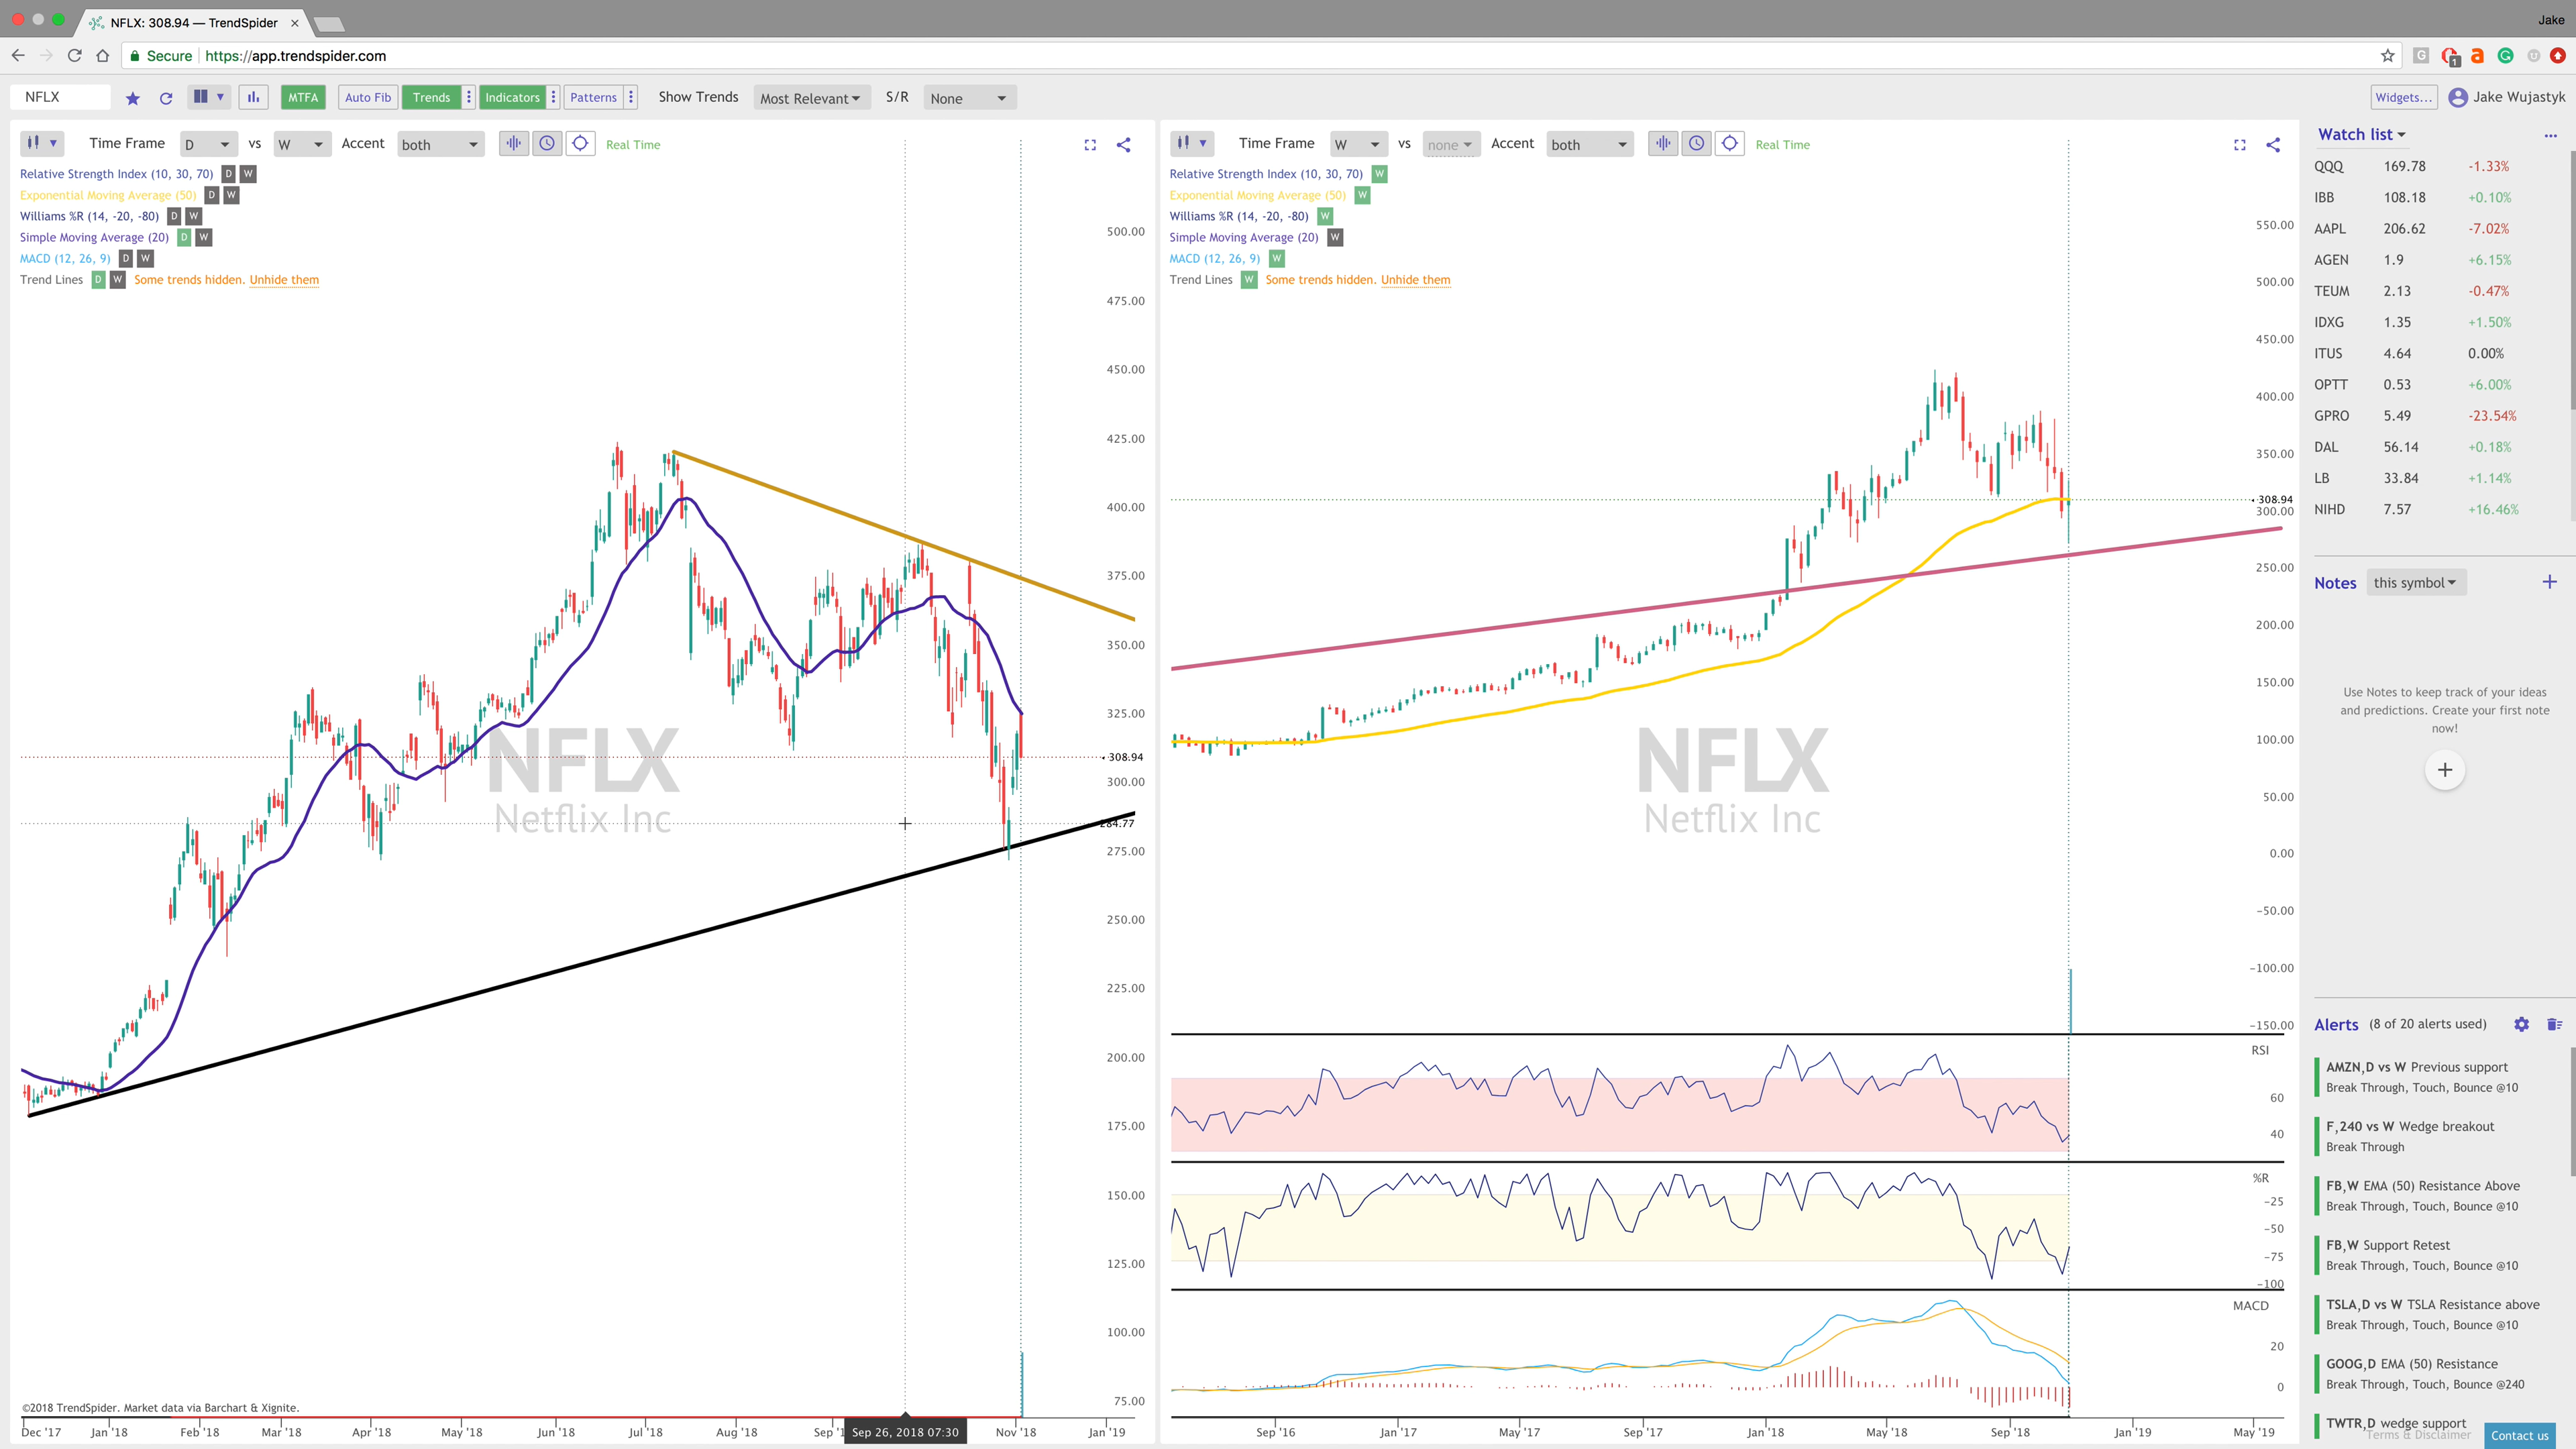 NFLX: 308.94 — TrendSpider
Jake
Secure https://app.trendspider.com
NFLX MTFA Auto Fib Trends Indicators Patterns Show Trends Most Relevant S/R None Widgets... Jake Wujastyk
Time Frame D vs W Accent both Real Time
Relative Strength Index (10, 30, 70) D W
Exponential Moving Average (50) D W
Williams %R (14, -20, -80) D W
Simple Moving Average (20) D W
MACD (12, 26, 9) D W
Trend Lines D W Some trends hidden. Unhide them
500.00
475.00
450.00
425.00
400.00
375.00
350.00
325.00
308.94
300.00
284.77
275.00
250.00
225.00
200.00
175.00
150.00
125.00
100.00
75.00
NFLX
Netflix Inc
©2018 TrendSpider. Market data via Barchart & Xignite.
Dec '17 Jan '18 Feb '18 Mar '18 Apr '18 May '18 Jun '18 Jul '18 Aug '18 Sep '1 Sep 26, 2018 07:30 Nov '18 Jan '19
Time Frame W vs none Accent both Real Time
Relative Strength Index (10, 30, 70) W
Exponential Moving Average (50) W
Williams %R (14, -20, -80) W
Simple Moving Average (20) W
MACD (12, 26, 9) W
Trend Lines W Some trends hidden. Unhide them
550.00
500.00
450.00
400.00
350.00
308.94
300.00
250.00
200.00
150.00
100.00
50.00
0.00
−50.00
−100.00
−150.00
NFLX
Netflix Inc
RSI
60
40
%R
−25
−50
−75
−100
MACD
20
0
Sep '16 Jan '17 May '17 Sep '17 Jan '18 May '18 Sep '18 Jan '19 May '19
Watch list
QQQ 169.78 -1.33%
IBB 108.18 +0.10%
AAPL 206.62 -7.02%
AGEN 1.9 +6.15%
TEUM 2.13 -0.47%
IDXG 1.35 +1.50%
ITUS 4.64 0.00%
OPTT 0.53 +6.00%
GPRO 5.49 -23.54%
DAL 56.14 +0.18%
LB 33.84 +1.14%
NIHD 7.57 +16.46%
Notes this symbol
Use Notes to keep track of your ideas
and predictions. Create your first note
now!
Alerts (8 of 20 alerts used)
AMZN,D vs W Previous support
Break Through, Touch, Bounce @10
F,240 vs W Wedge breakout
Break Through
FB,W EMA (50) Resistance Above
Break Through, Touch, Bounce @10
FB,W Support Retest
Break Through, Touch, Bounce @10
TSLA,D vs W TSLA Resistance above
Break Through, Touch, Bounce @10
GOOG,D EMA (50) Resistance
Break Through, Touch, Bounce @240
TWTR,D wedge support
Terms & Disclaimer
Contact us